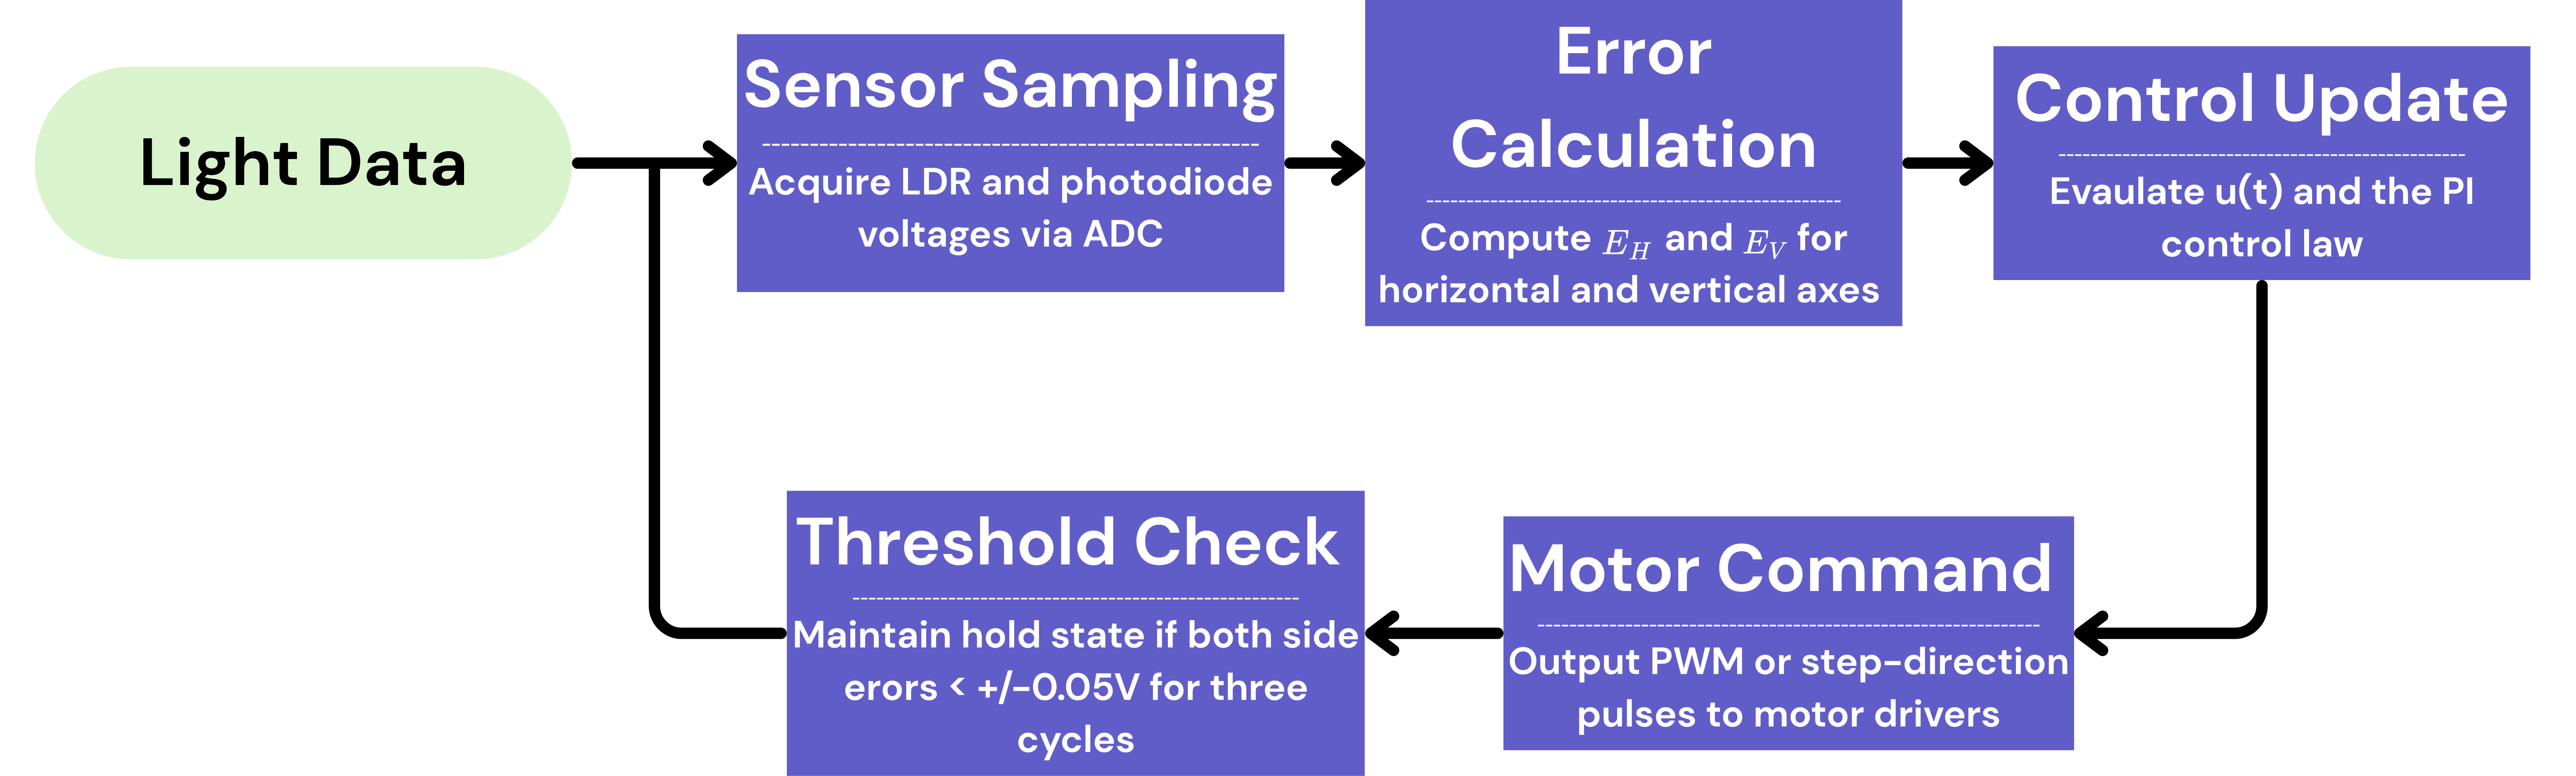 Light Data
Sensor Sampling
Acquire LDR and photodiode
voltages via ADC
Error
Calculation
Compute E_H and E_V for
horizontal and vertical axes
Control Update
Evaulate u(t) and the PI
control law
Motor Command
Output PWM or step-direction
pulses to motor drivers
Threshold Check
Maintain hold state if both side
erors < +/-0.05V for three
cycles